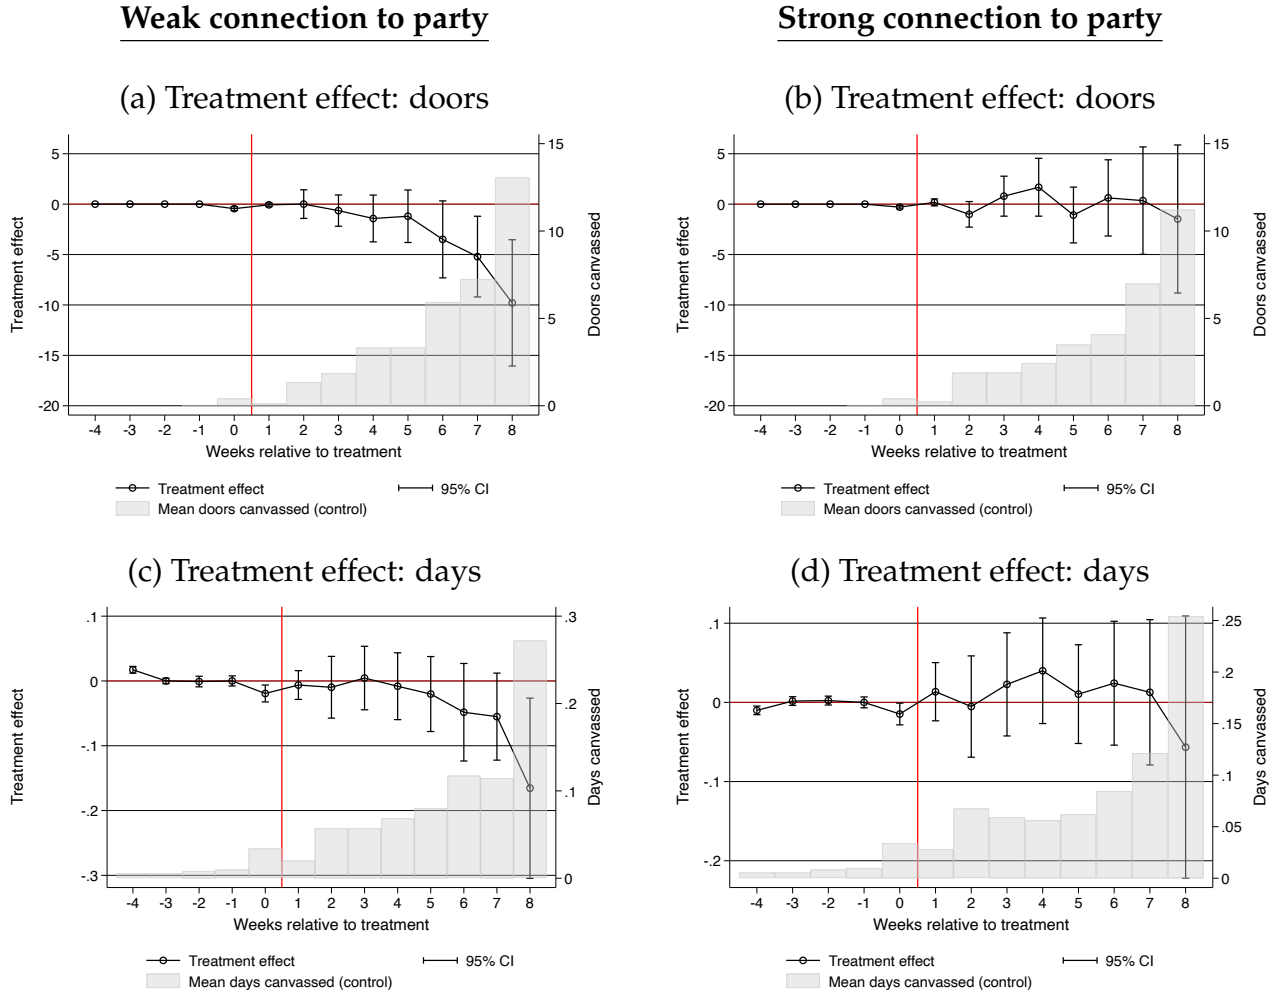 Weak connection to party
Strong connection to party
(a) Treatment effect: doors
(b) Treatment effect: doors
Treatment effect
5
0
-5
-10
-15
-20
15
10
5
0
Doors canvassed
-4 -3 -2 -1 0 1 2 3 4 5 6 7 8
Weeks relative to treatment
Treatment effect
95% CI
Mean doors canvassed (control)
Treatment effect
5
0
-5
-10
-15
-20
15
10
5
0
Doors canvassed
-4 -3 -2 -1 0 1 2 3 4 5 6 7 8
Weeks relative to treatment
Treatment effect
95% CI
Mean doors canvassed (control)
(c) Treatment effect: days
(d) Treatment effect: days
Treatment effect
.1
0
-.1
-.2
-.3
.3
.2
.1
0
Days canvassed
-4 -3 -2 -1 0 1 2 3 4 5 6 7 8
Weeks relative to treatment
Treatment effect
95% CI
Mean days canvassed (control)
Treatment effect
.1
0
-.1
-.2
.25
.2
.15
.1
.05
0
Days canvassed
-4 -3 -2 -1 0 1 2 3 4 5 6 7 8
Weeks relative to treatment
Treatment effect
95% CI
Mean days canvassed (control)